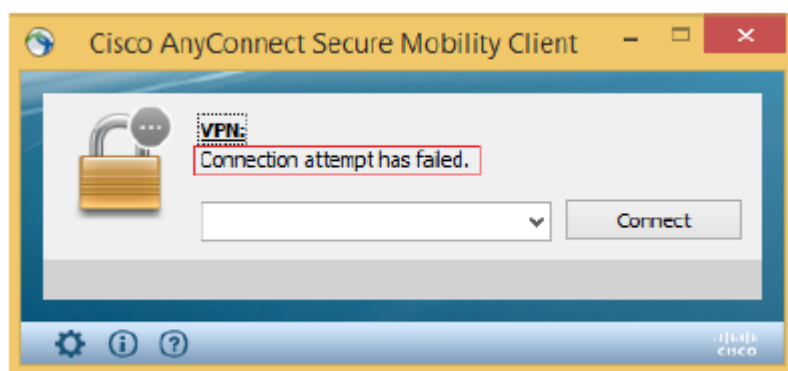 Cisco AnyConnect Secure Mobility Client
VPN:
Connection attempt has failed.
Connect
CISCO